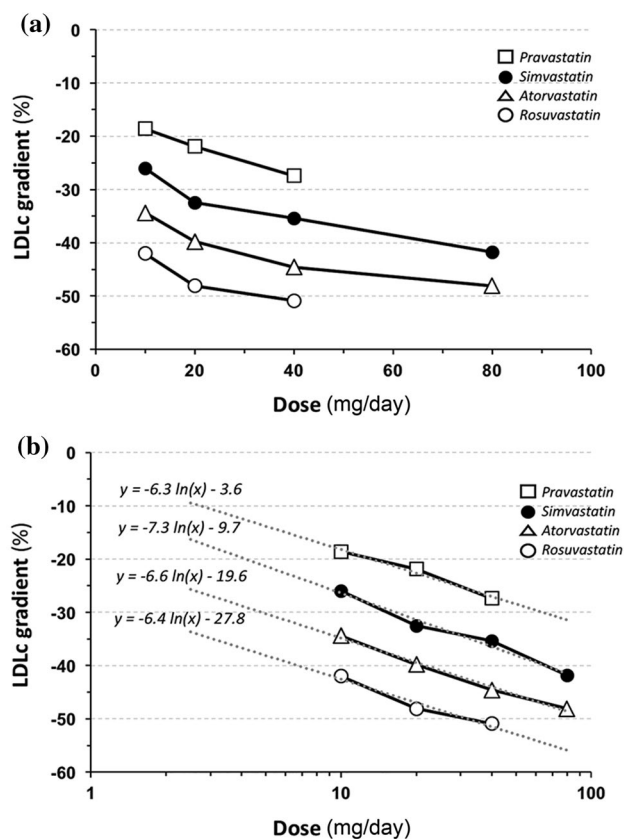 (a)
0
-10
-20
-30
-40
-50
-60
LDLc gradient (%)
Pravastatin
Simvastatin
Atorvastatin
Rosuvastatin
0 20 40 60 80 100
Dose (mg/day)
(b)
0
-10
-20
-30
-40
-50
-60
LDLc gradient (%)
y = -6.3 ln(x) - 3.6
y = -7.3 ln(x) - 9.7
y = -6.6 ln(x) - 19.6
y = -6.4 ln(x) - 27.8
Pravastatin
Simvastatin
Atorvastatin
Rosuvastatin
1 10 100
Dose (mg/day)